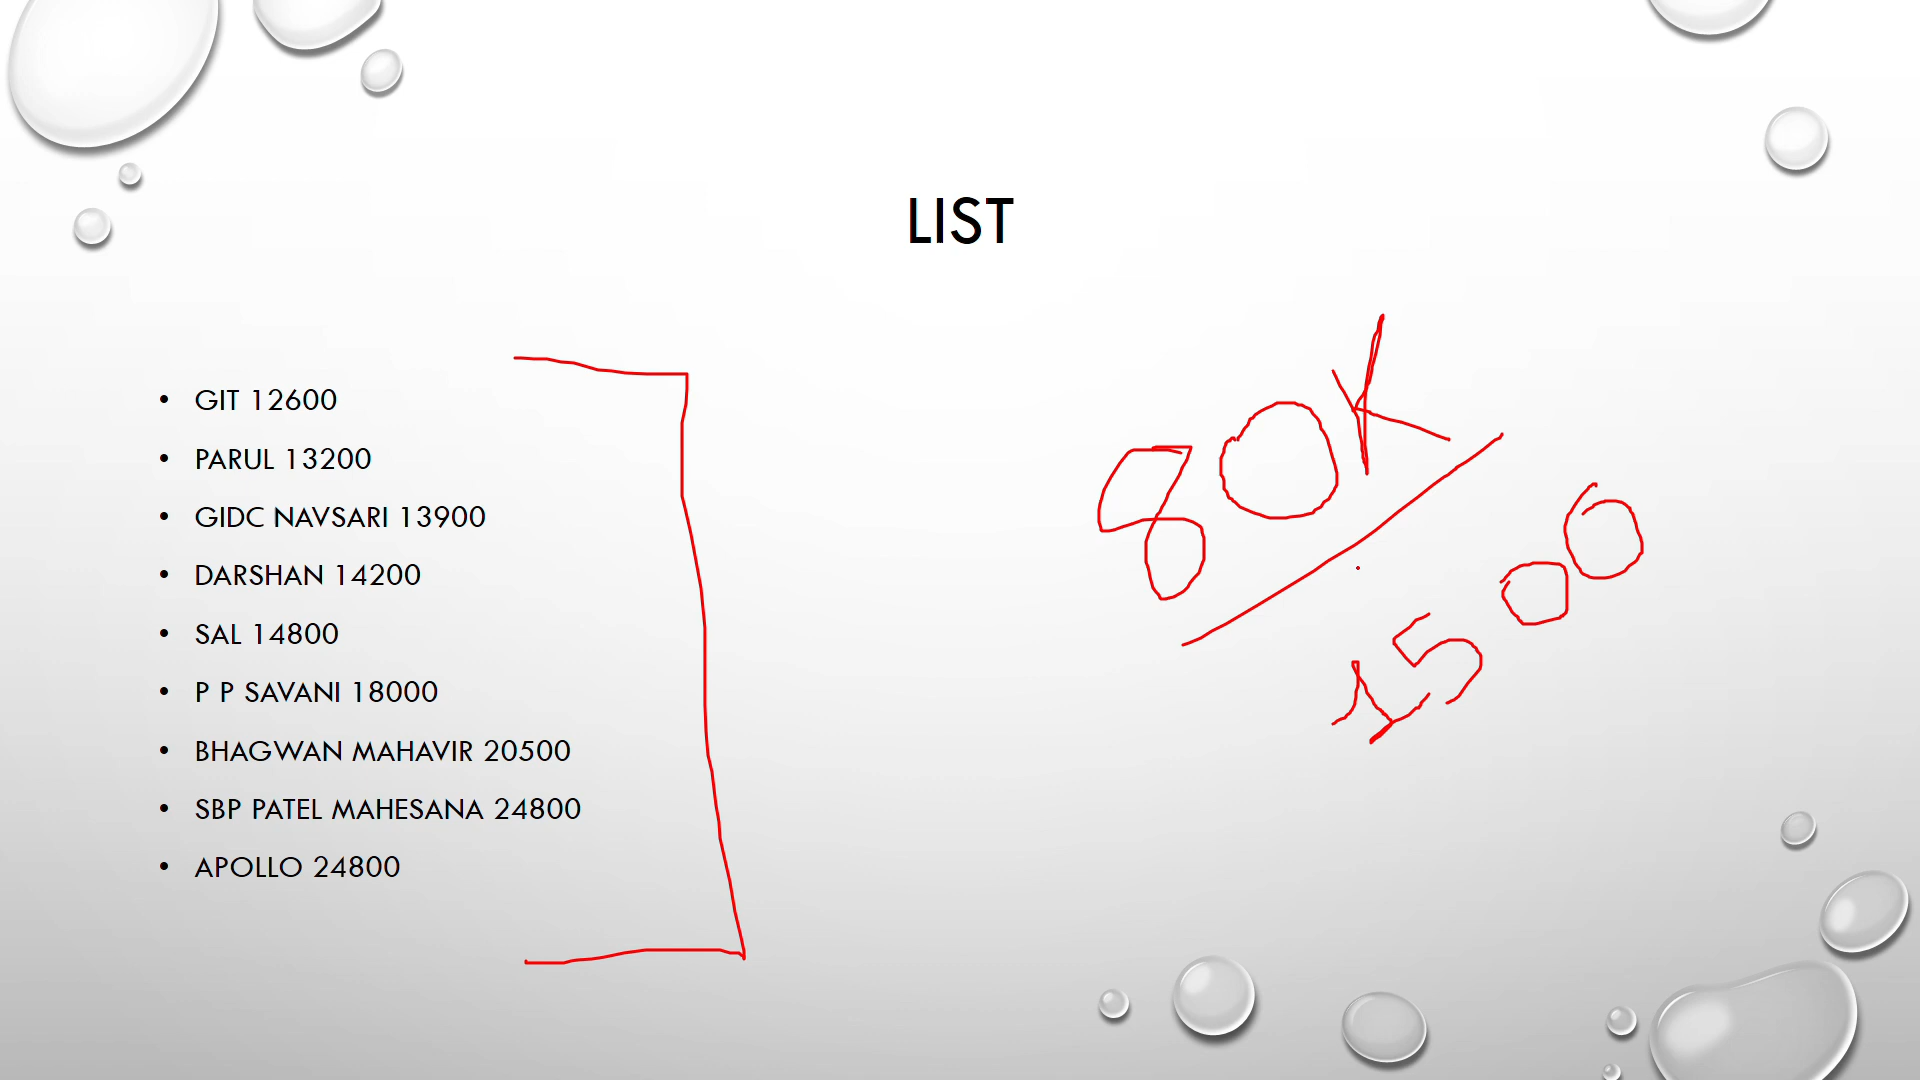 LIST
• GIT 12600
• PARUL 13200
• GIDC NAVSARI 13900
• DARSHAN 14200
• SAL 14800
• P P SAVANI 18000
• BHAGWAN MAHAVIR 20500
• SBP PATEL MAHESANA 24800
• APOLLO 24800
80K
1500